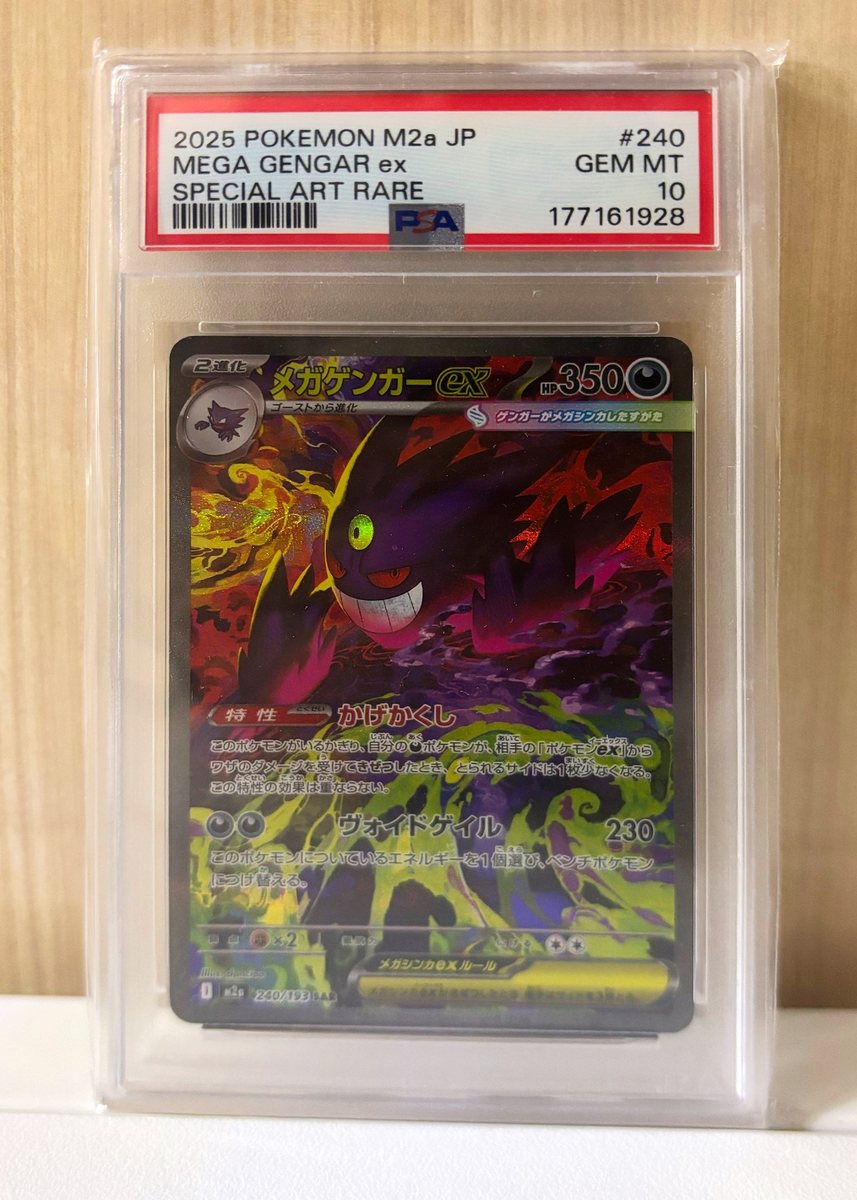 2025 POKEMON M2a JP #240
MEGA GENGAR ex GEM MT
SPECIAL ART RARE 10
PSA 177161928
2進化 メガゲンガーex HP350
ゴーストから進化
ゲンガーがメガシンカしたすがた
特性 とくせい かげかくし
このポケモンがいるかぎり、自分の ポケモンが、相手の「ポケモンex」から
ワザのダメージを受けてきぜつしたとき、とられるサイドは1枚少なくなる。
この特性の効果は重ならない。
ヴォイドゲイル 230
このポケモンについているエネルギーを1個選び、ベンチポケモン
につけ替える。
×2
メガシンカexルール
M2a 240/193 SAR